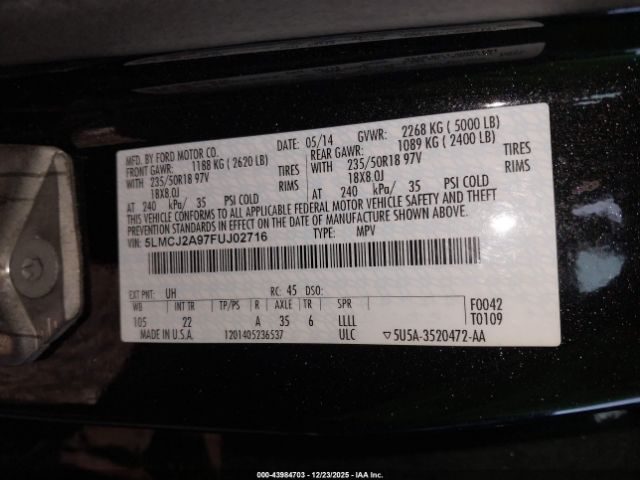 MFD. BY FORD MOTOR CO. DATE: 05/14 GVWR: 2268 KG ( 5000 LB)
FRONT GAWR: 1188 KG ( 2620 LB) REAR GAWR: 1089 KG ( 2400 LB)
WITH 235/50R18 97V TIRES WITH 235/50R18 97V TIRES
18X8.0J RIMS 18X8.0J RIMS
AT 240 kPa/ 35 PSI COLD AT 240 kPa/ 35 PSI COLD
THIS VEHICLE CONFORMS TO ALL APPLICABLE FEDERAL MOTOR VEHICLE SAFETY AND THEFT
PREVENTION STANDARDS IN EFFECT ON THE DATE OF MANUFACTURE SHOWN ABOVE.
VIN: 5LMCJ2A97FUJ02716 TYPE: MPV
EXT PNT: UH RC: 45 DSO:
WB INT TR TP/PS R AXLE TR SPR F0042
105 22 A 35 6 LLLL T0109
MADE IN U.S.A. 1201405236537 ULC ▽5U5A-3520472-AA
000-43984703 - 12/23/2025 - IAA Inc.